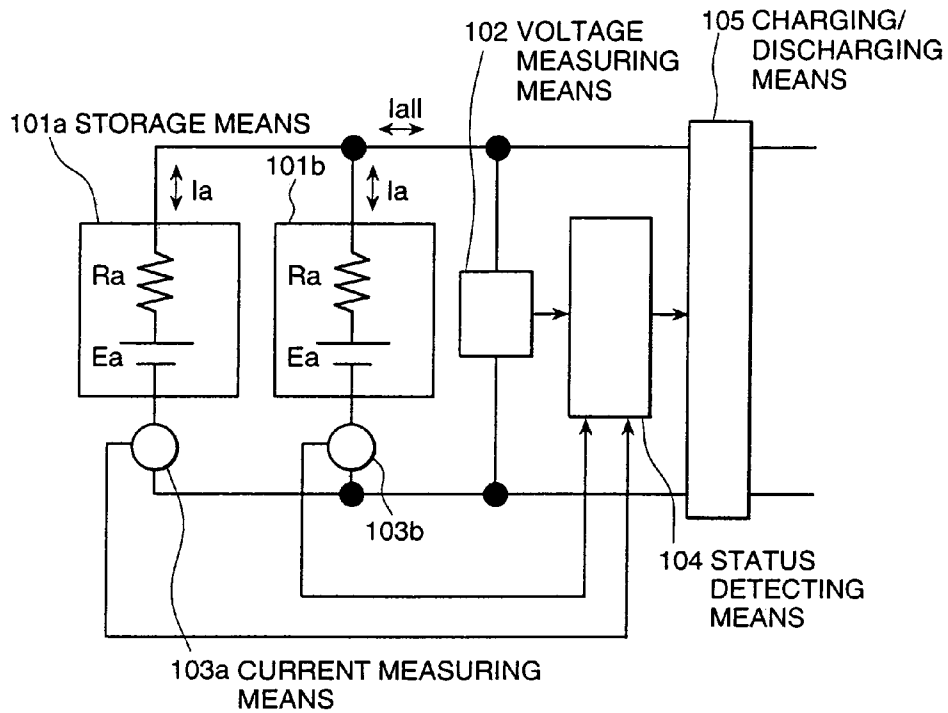 105 CHARGING/
DISCHARGING
MEANS
102 VOLTAGE
MEASURING
MEANS
Iall
101a STORAGE MEANS
101b
Ia
Ia
Ra
Ra
Ea
Ea
103b
104 STATUS
DETECTING
MEANS
103a CURRENT MEASURING
MEANS